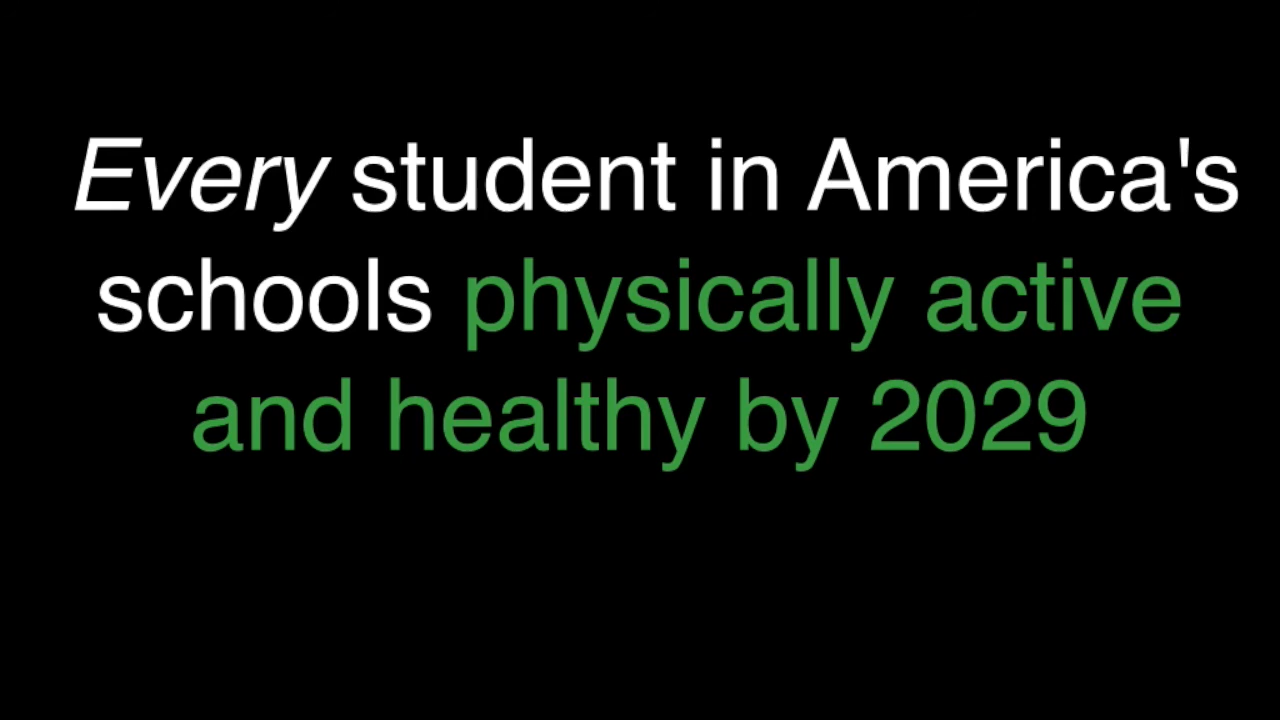 Every student in America's
schools physically active
and healthy by 2029